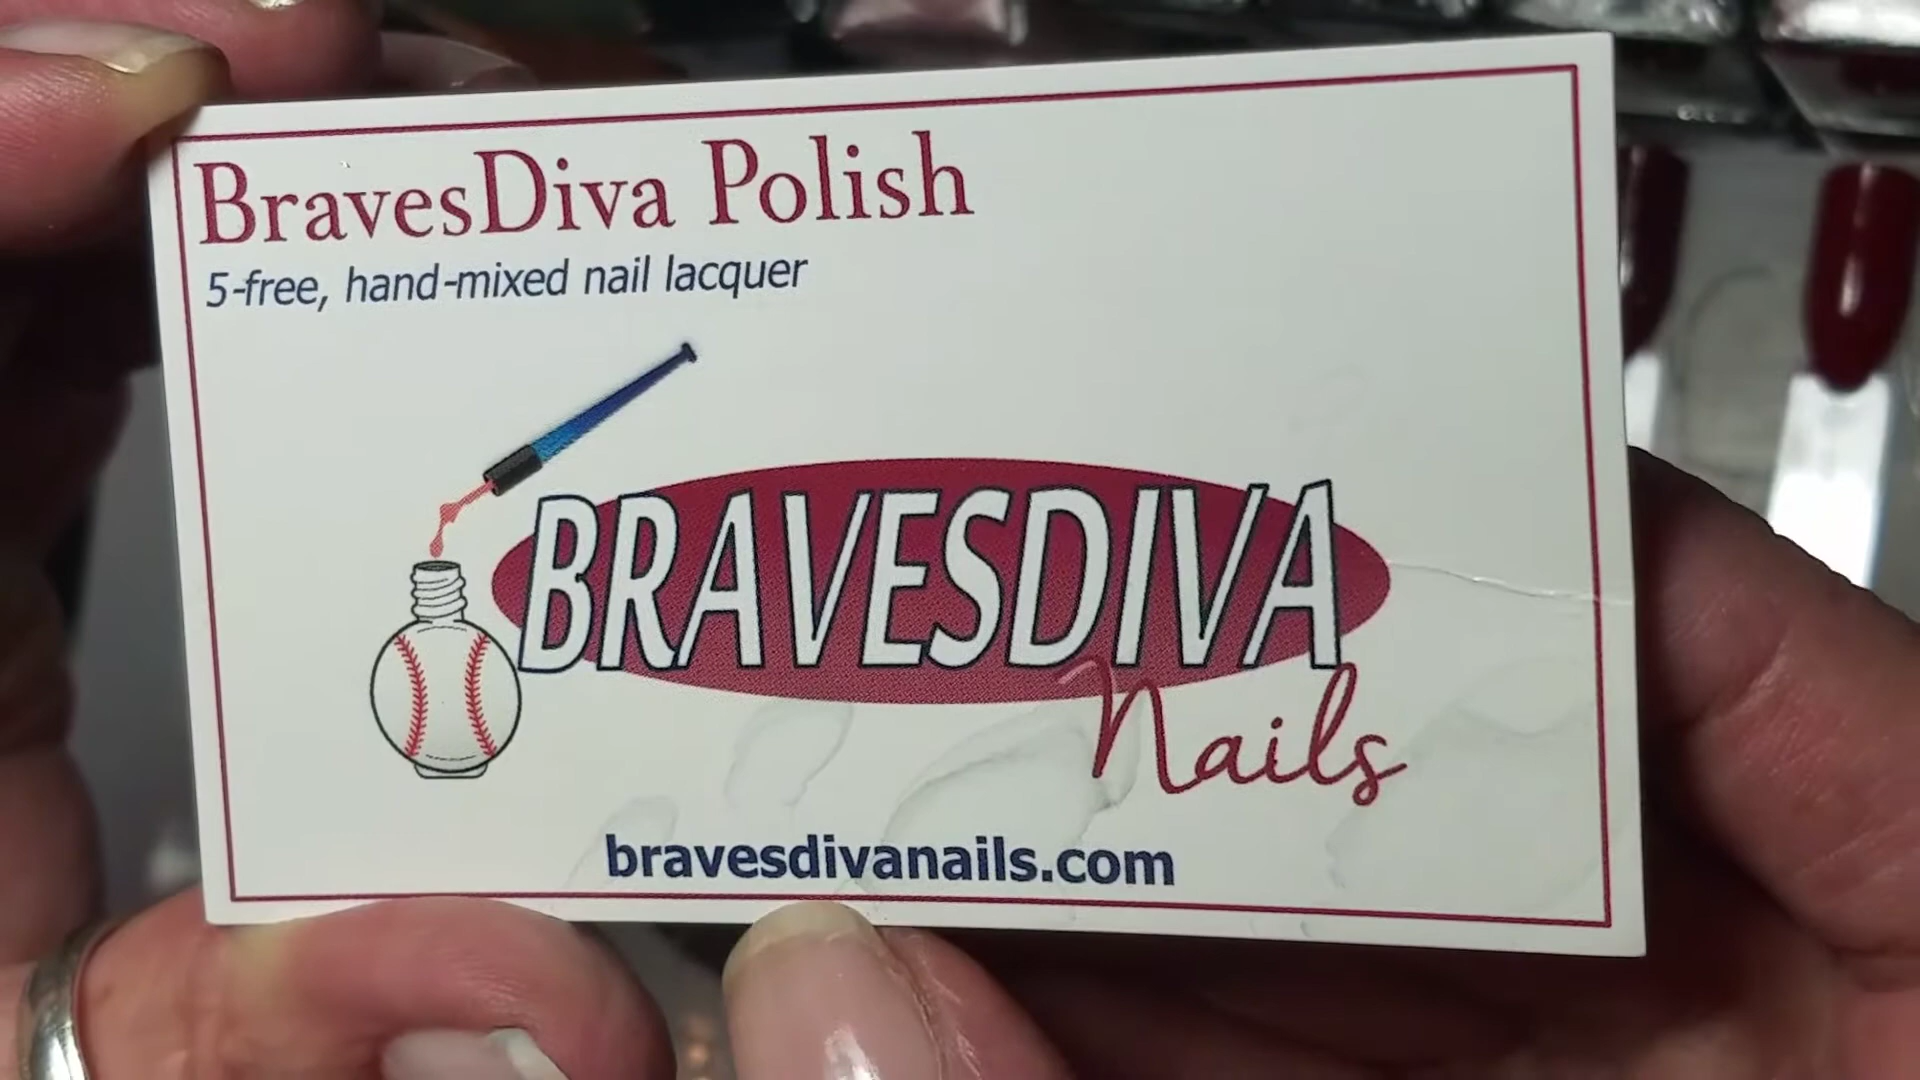 BravesDiva Polish
5-free, hand-mixed nail lacquer
BRAVESDIVA
Nails
bravesdivanails.com